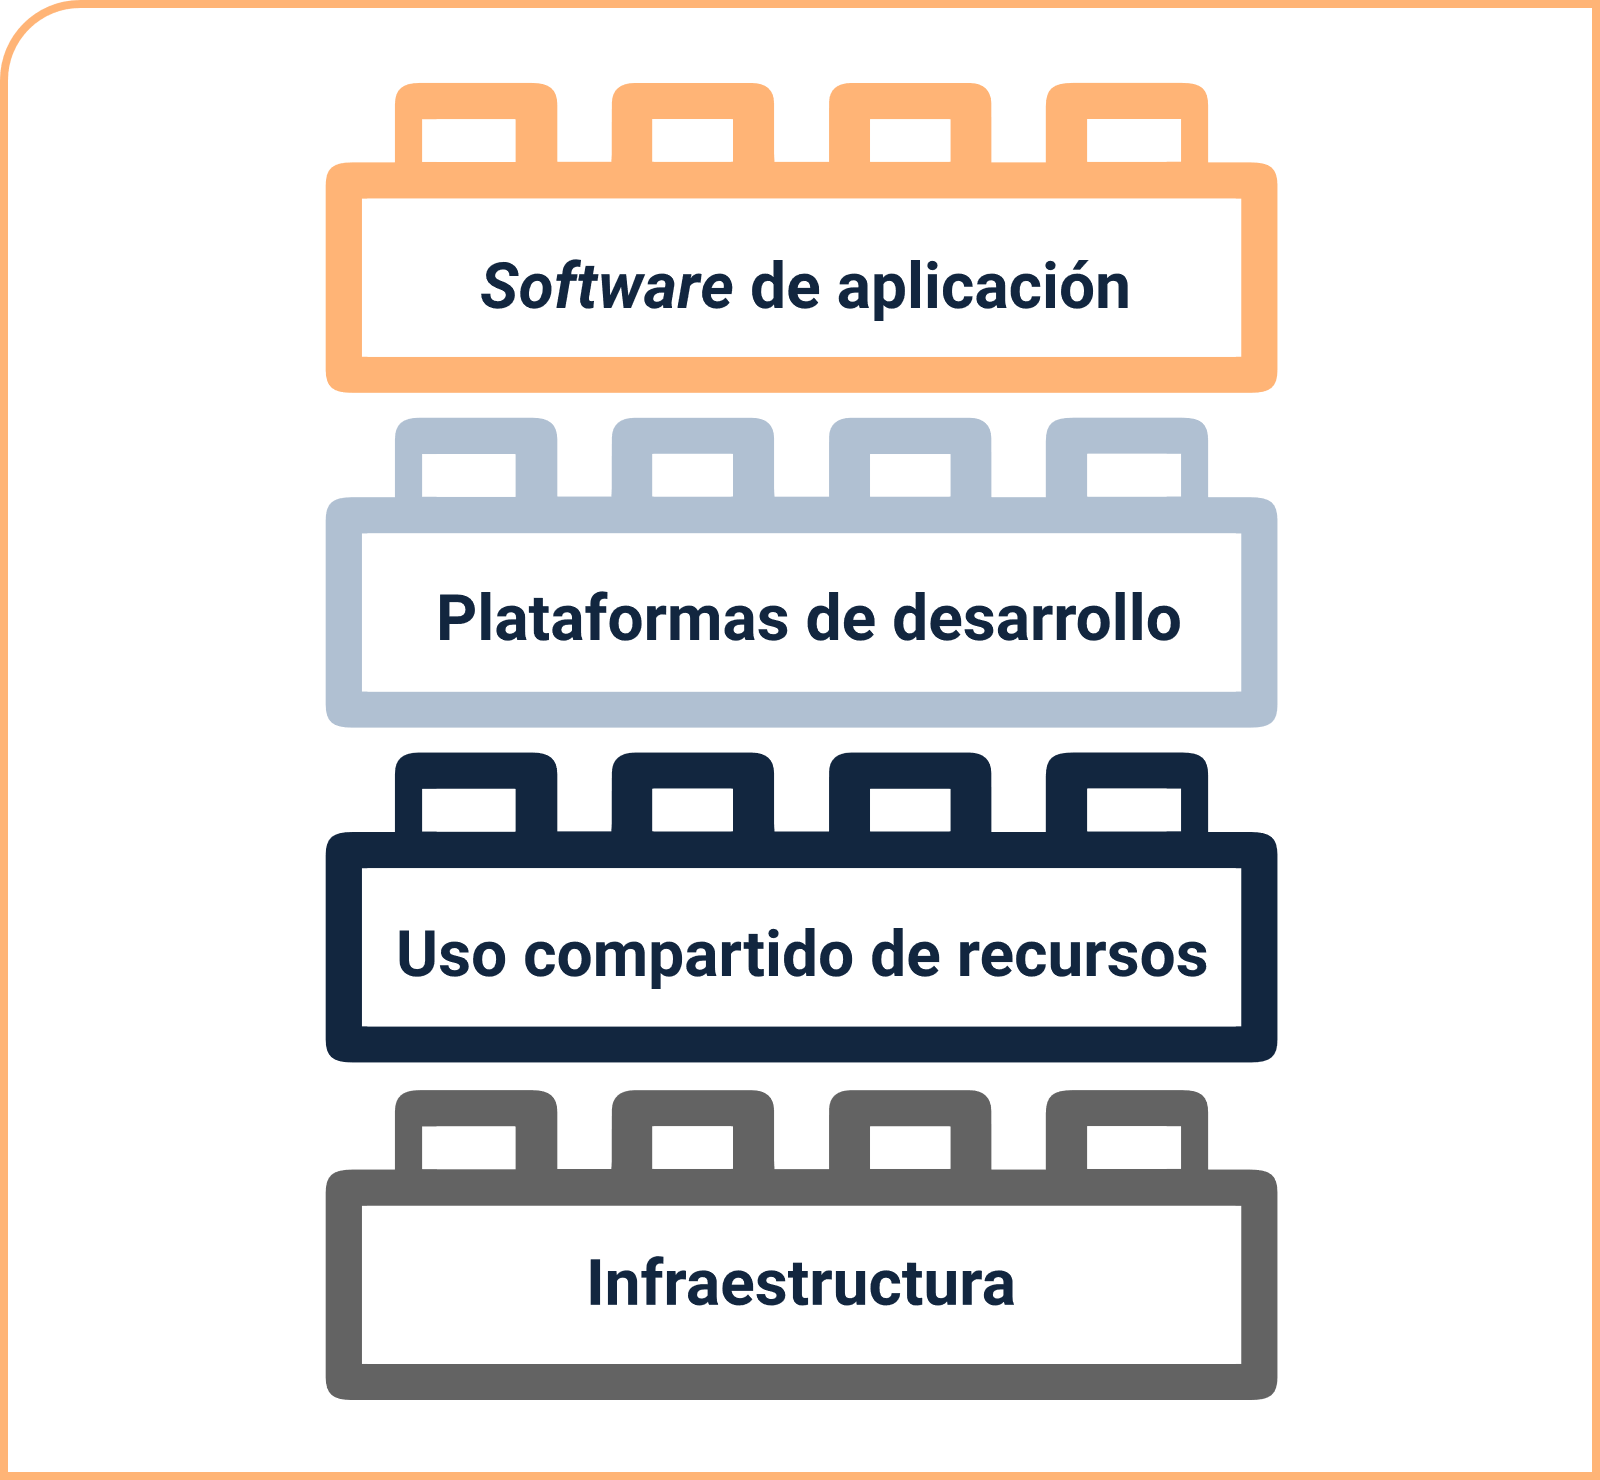 Software de aplicación
Plataformas de desarrollo
Uso compartido de recursos
Infraestructura